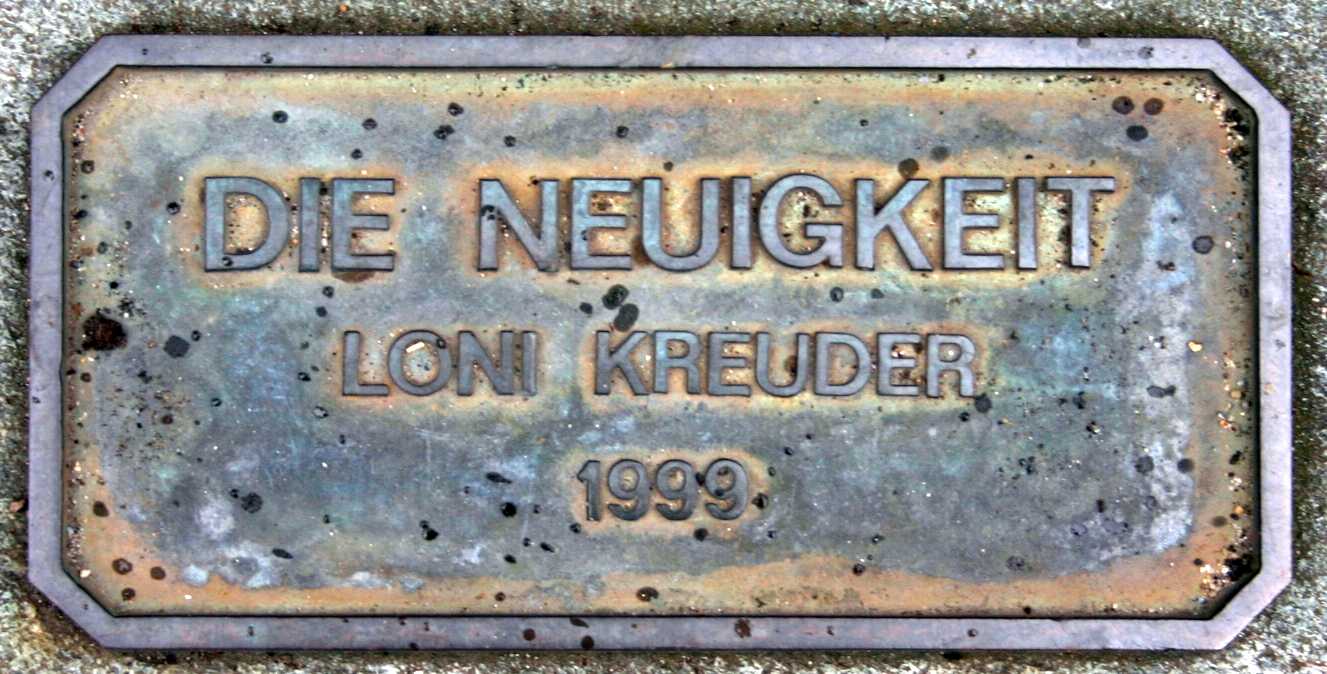 DIE NEUIGKEIT
LONI KREUDER
1999